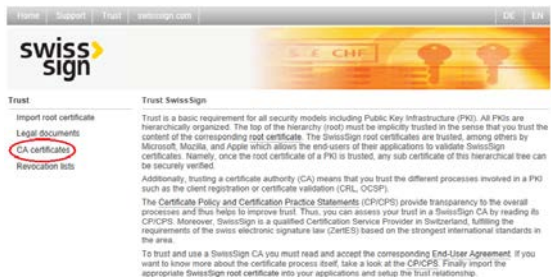 Home Support Trust swisssign.com DE EN
swiss>
sign
S £ CHF
Trust
Import root certificate
Legal documents
CA certificates
Revocation lists
Trust SwissSign
Trust is a basic requirement for all security models including Public Key Infrastructure (PKI). All PKIs are
hierarchically organized. The top of the hierarchy (root) must be implicitly trusted in the sense that you trust the
content of the corresponding root certificate. The SwissSign root certificates are trusted, among others by
Microsoft, Mozilla, and Apple which allows the end-users of their applications to validate SwissSign
certificates. Namely, once the root certificate of a PKI is trusted, any sub certificate of this hierarchical tree can
be securely verified.
Additionally, trusting a certificate authority (CA) means that you trust the different processes involved in a PKI
such as the client registration or certificate validation (CRL, OCSP).
The Certificate Policy and Certification Practice Statements (CP/CPS) provide transparency to the overall
processes and thus helps to improve trust. Thus, you can assess your trust in a SwissSign CA by reading its
CP/CPS. Moreover, SwissSign is a qualified Certification Service Provider in Switzerland, fulfilling the
requirements of the swiss electronic signature law (ZertES) based on the strongest international standards in
the area.
To trust and use a SwissSign CA you must read and accept the corresponding End-User Agreement. If you
want to know more about the certificate process itself, take a look at the CP/CPS. Finally import the
appropriate SwissSign root certificate into your applications and setup the trust relationship.